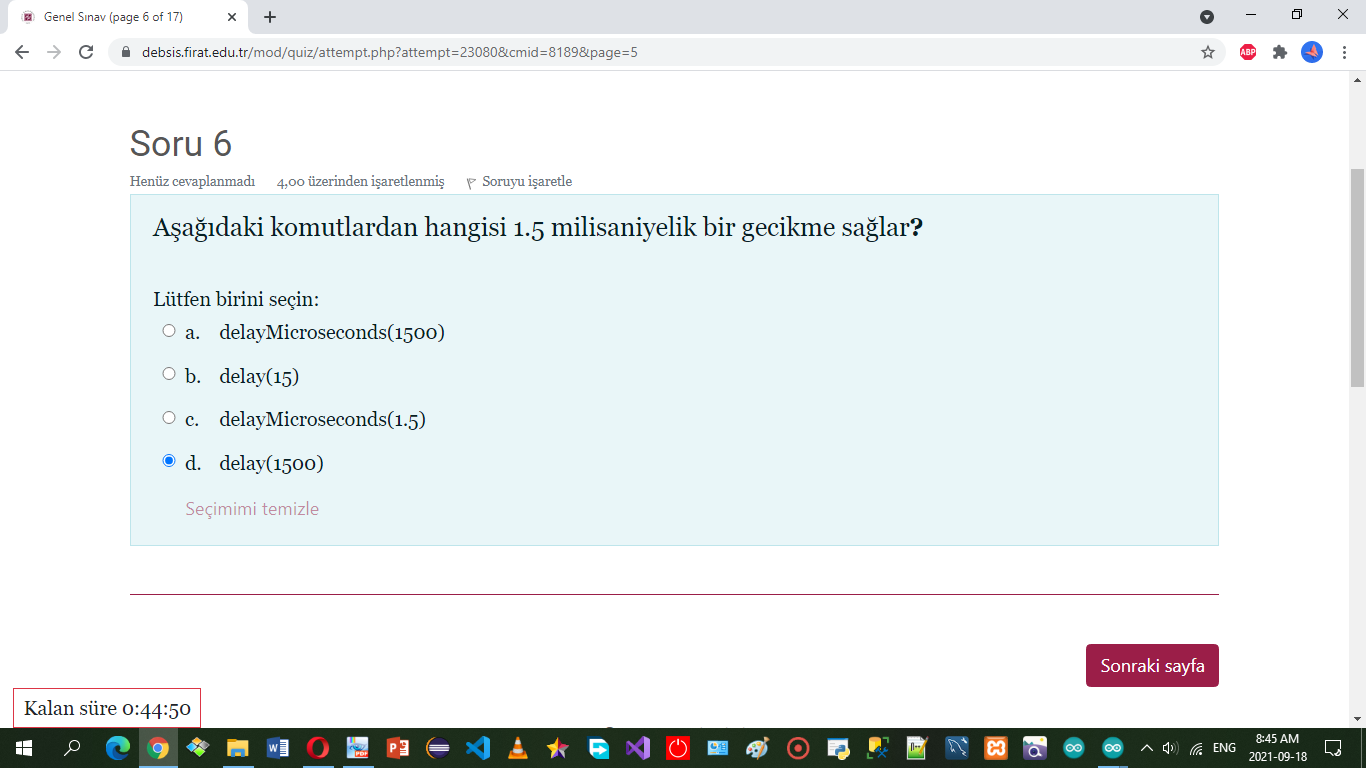 Genel Sınav (page 6 of 17)
debsis.firat.edu.tr/mod/quiz/attempt.php?attempt=23080&cmid=8189&page=5
ABP
Soru 6
Henüz cevaplanmadı 4,00 üzerinden işaretlenmiş Soruyu işaretle
Aşağıdaki komutlardan hangisi 1.5 milisaniyelik bir gecikme sağlar?
Lütfen birini seçin:
a. delayMicroseconds(1500)
b. delay(15)
c. delayMicroseconds(1.5)
d. delay(1500)
Seçimimi temizle
Sonraki sayfa
Kalan süre 0:44:50
ENG
8:45 AM
2021-09-18